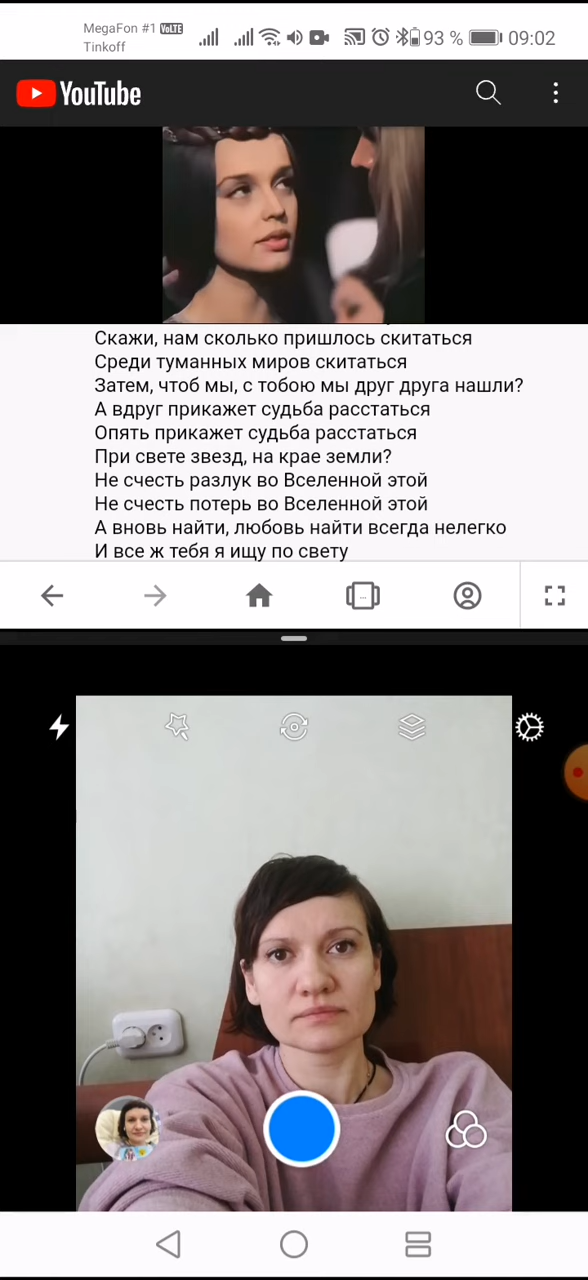 MegaFon #1 VoLTE
Tinkoff
93 %
09:02
YouTube
Скажи, нам сколько пришлось скитаться
Среди туманных миров скитаться
Затем, чтоб мы, с тобою мы друг друга нашли?
А вдруг прикажет судьба расстаться
Опять прикажет судьба расстаться
При свете звезд, на крае земли?
Не счесть разлук во Вселенной этой
Не счесть потерь во Вселенной этой
А вновь найти, любовь найти всегда нелегко
И все ж тебя я ищу по свету